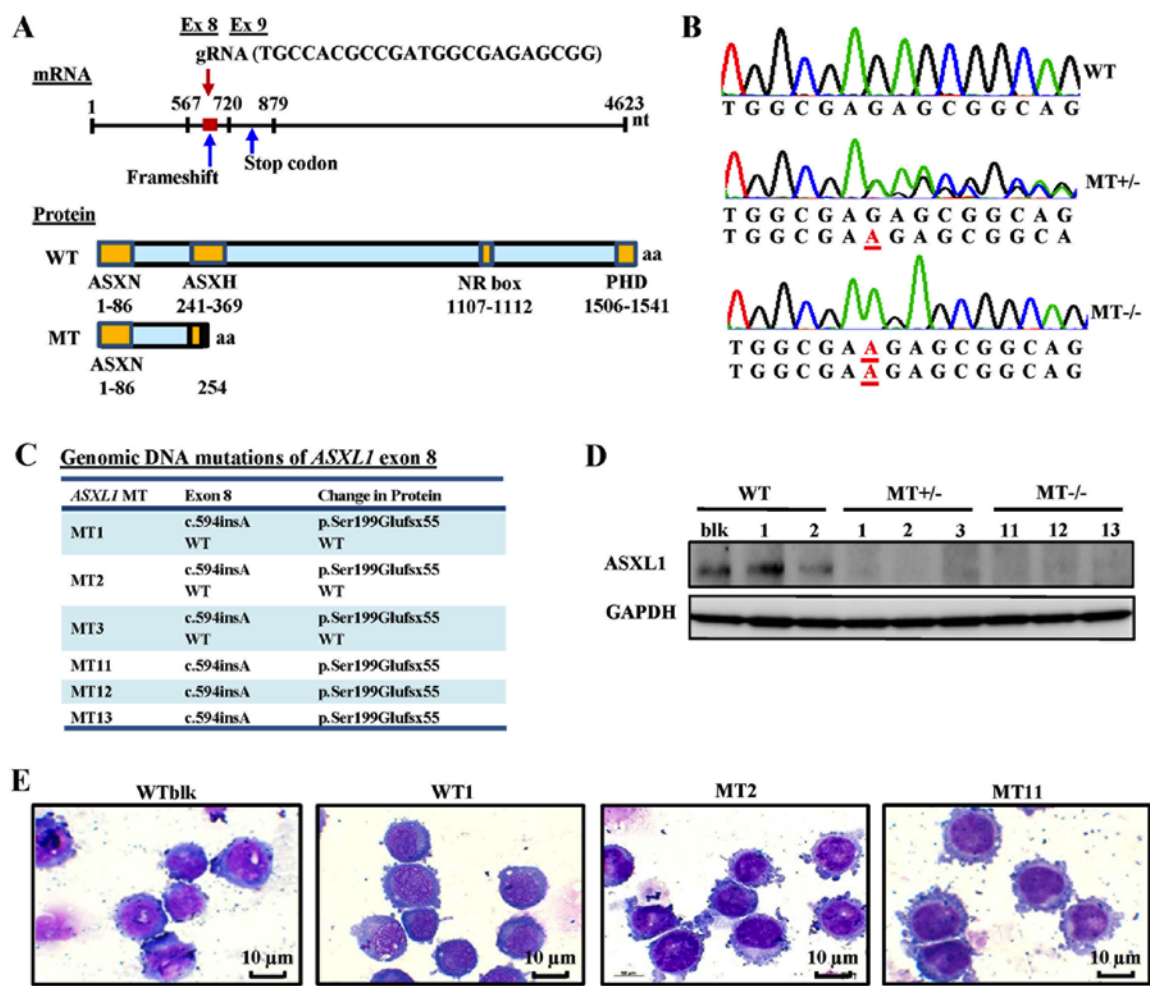 A
Ex 8 Ex 9
gRNA (TGCCACGCCGATGGCGAGAGCGG)
mRNA
1 567 720 879 4623
nt
Frameshift
Stop codon
Protein
WT aa
ASXN ASXH NR box PHD
1-86 241-369 1107-1112 1506-1541
MT aa
ASXN
1-86 254
B
WT
T G G C G A G A G C G G C A G
MT+/-
T G G C G A G A G C G G C A G
T G G C G A A G A G C G G C A
MT-/-
T G G C G A A G A G C G G C A G
T G G C G A A G A G C G G C A G
C
Genomic DNA mutations of ASXL1 exon 8
ASXL1 MT Exon 8 Change in Protein
MT1 c.594insA p.Ser199Glufsx55
WT WT
MT2 c.594insA p.Ser199Glufsx55
WT WT
MT3 c.594insA p.Ser199Glufsx55
WT WT
MT11 c.594insA p.Ser199Glufsx55
MT12 c.594insA p.Ser199Glufsx55
MT13 c.594insA p.Ser199Glufsx55
D
WT MT+/- MT-/-
blk 1 2 1 2 3 11 12 13
ASXL1
GAPDH
E
WTblk WT1 MT2 MT11
10 µm 10 µm 10 µm 10 µm